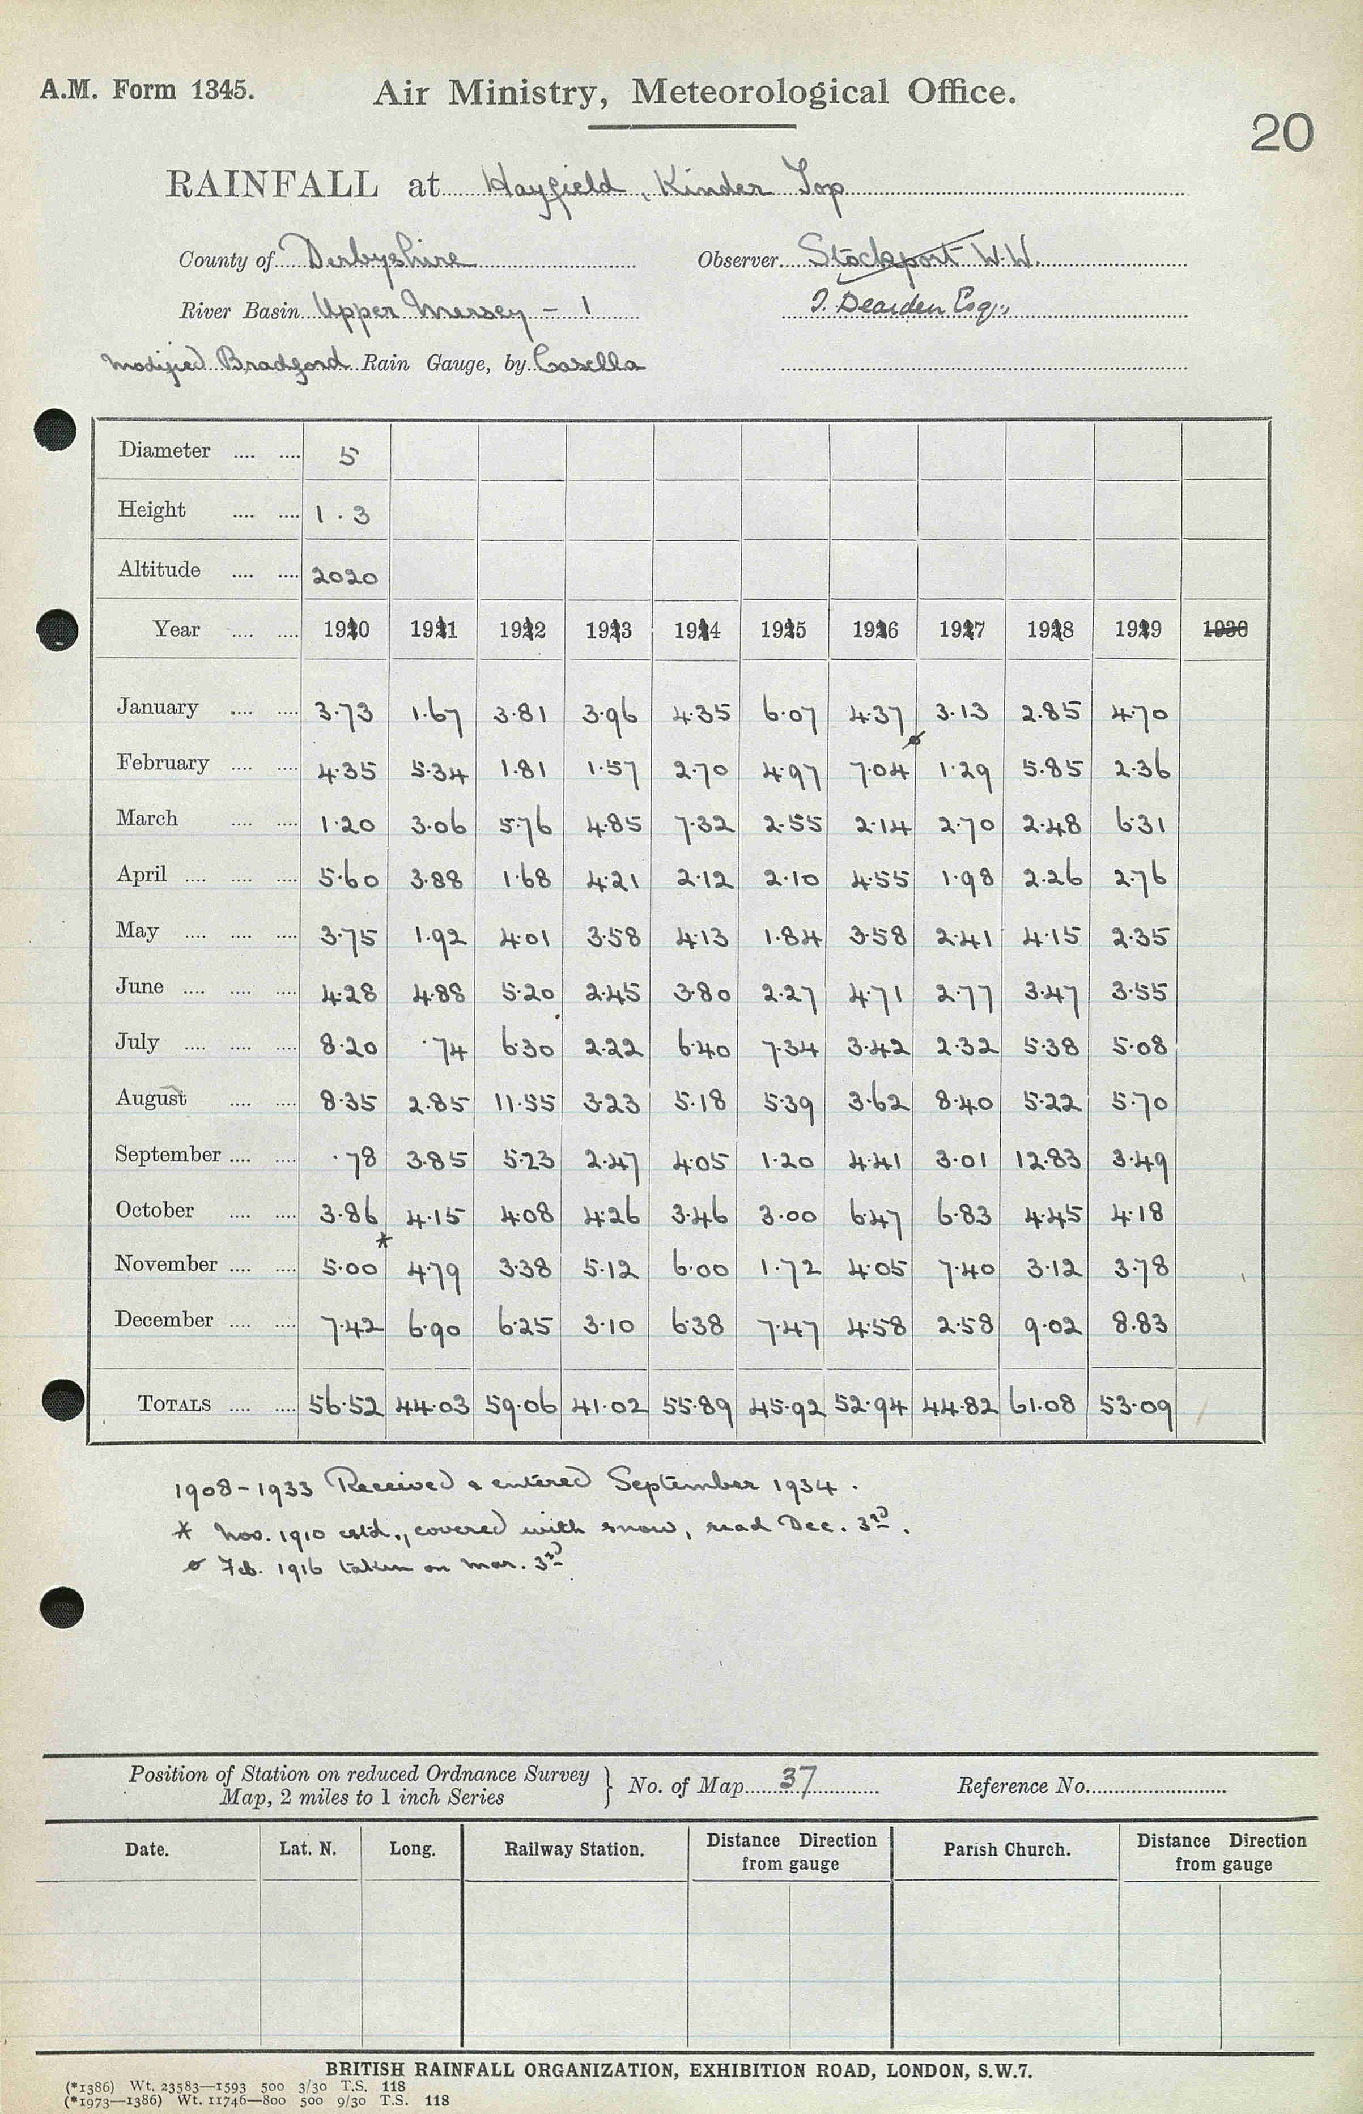 A.M. Form 1345.
Air Ministry, Meteorological Office.
20
RAINFALL at Hayfield, Kinder Top
County of Derbyshire Observer Stockport W.W.
River Basin Upper Mersey - 1 J. Dearden Esq.,
Modified Bradford Rain Gauge, by Casella
Diameter 5
Height 1.3
Altitude 2020
Year 1910 1911 1912 1913 1914 1915 1916 1917 1918 1919 1930
January 3.73 1.67 3.81 3.96 4.35 6.07 4.37 3.13 2.85 4.70
February 4.35 5.34 1.81 1.57 2.70 4.97 7.04 ø 1.29 5.85 2.36
March 1.20 3.06 5.76 4.85 7.32 2.55 2.14 2.70 2.48 6.31
April 5.60 3.88 1.68 4.21 2.12 2.10 4.55 1.98 2.26 2.76
May 3.75 1.92 4.01 3.58 4.13 1.84 3.58 2.41 4.15 2.35
June 4.28 4.88 5.20 2.45 3.80 2.27 4.71 2.77 3.47 3.55
July 8.20 .74 6.30 2.22 6.40 7.34 3.42 2.32 5.38 5.08
August 8.35 2.85 11.55 3.23 5.18 5.39 3.62 8.40 5.22 5.70
September .78 3.85 5.23 2.47 4.05 1.20 4.41 3.01 12.83 3.49
October 3.86 4.15 4.08 4.26 3.46 3.00 6.47 6.83 4.45 4.18
November 5.00 * 4.79 3.38 5.12 6.00 1.72 4.05 7.40 3.12 3.78
December 7.42 6.90 6.25 3.10 6.38 7.47 4.58 2.58 9.02 8.83
TOTALS 56.52 44.03 59.06 41.02 55.89 45.92 52.94 44.82 61.08 53.09
1908-1933 Received & entered September 1934.
* Nov. 1910 estd., covered with snow, read Dec. 3rd.
ø Feb. 1916 taken on Mar. 3rd
Position of Station on reduced Ordnance Survey
Map, 2 miles to 1 inch Series } No. of Map 37 Reference No.
Date. Lat. N. Long. Railway Station. Distance Direction from gauge Parish Church. Distance Direction from gauge
BRITISH RAINFALL ORGANIZATION, EXHIBITION ROAD, LONDON, S.W.7.
(*1386) Wt. 23583—1593 500 3/30 T.S. 118
(*1973—1386) Wt. 11746—800 500 9/30 T.S. 118